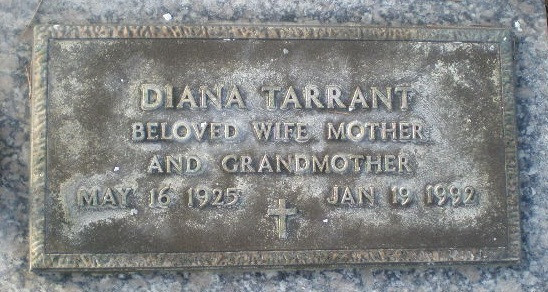 DIANA TARRANT
BELOVED WIFE MOTHER
AND GRANDMOTHER
MAY 16 1925 JAN 19 1992